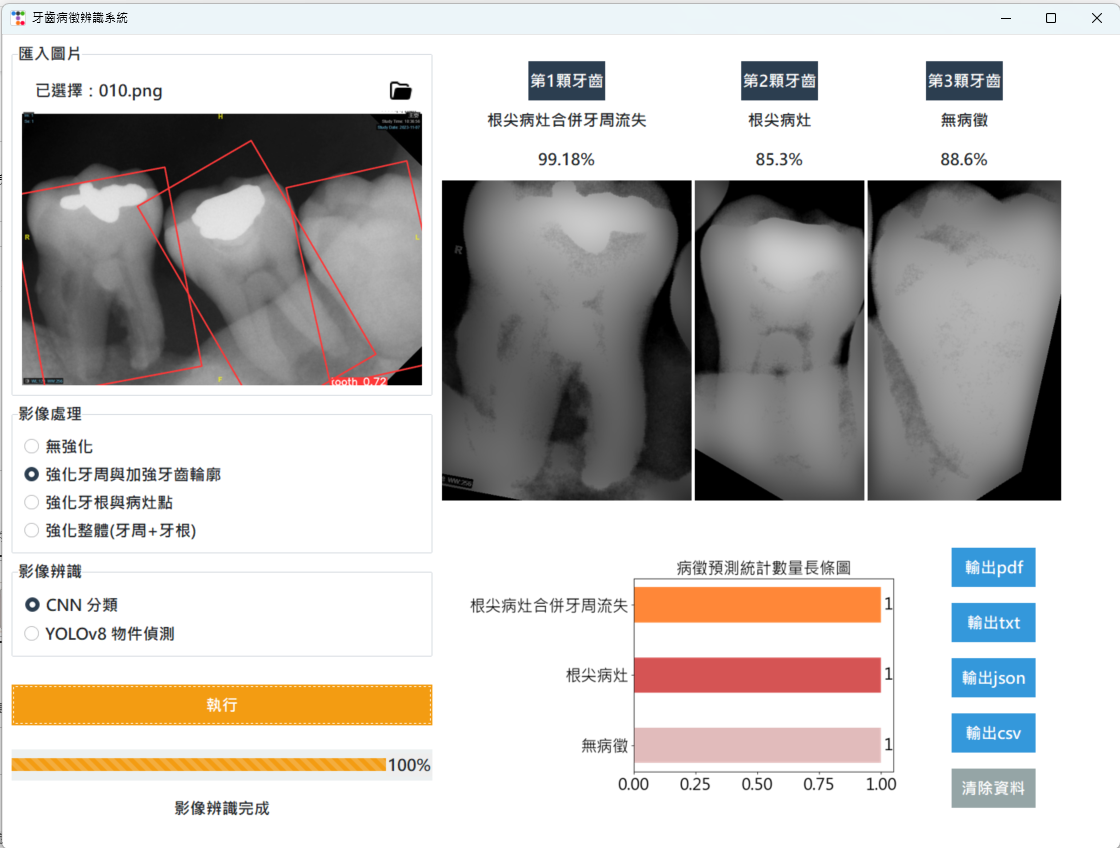 牙齒病徵辨識系統
匯入圖片
已選擇：010.png
H
R
L
F
tooth 0.72
影像處理
無強化
強化牙周與加強牙齒輪廓
強化牙根與病灶點
強化整體(牙周+牙根)
影像辨識
CNN 分類
YOLOv8 物件偵測
執行
100%
影像辨識完成
第1顆牙齒
第2顆牙齒
第3顆牙齒
根尖病灶合併牙周流失
根尖病灶
無病徵
99.18%
85.3%
88.6%
R
病徵預測統計數量長條圖
根尖病灶合併牙周流失
1
根尖病灶
1
無病徵
1
0.00 0.25 0.50 0.75 1.00
輸出pdf
輸出txt
輸出json
輸出csv
清除資料